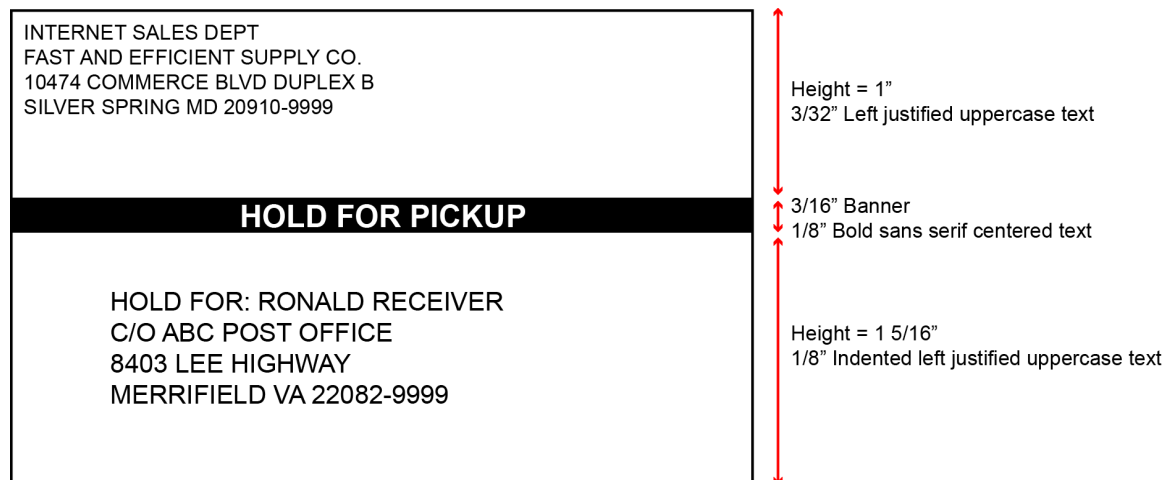 INTERNET SALES DEPT
FAST AND EFFICIENT SUPPLY CO.
10474 COMMERCE BLVD DUPLEX B
SILVER SPRING MD 20910-9999
Height = 1”
3/32” Left justified uppercase text
HOLD FOR PICKUP
3/16” Banner
1/8” Bold sans serif centered text
HOLD FOR: RONALD RECEIVER
C/O ABC POST OFFICE
8403 LEE HIGHWAY
MERRIFIELD VA 22082-9999
Height = 1 5/16”
1/8” Indented left justified uppercase text